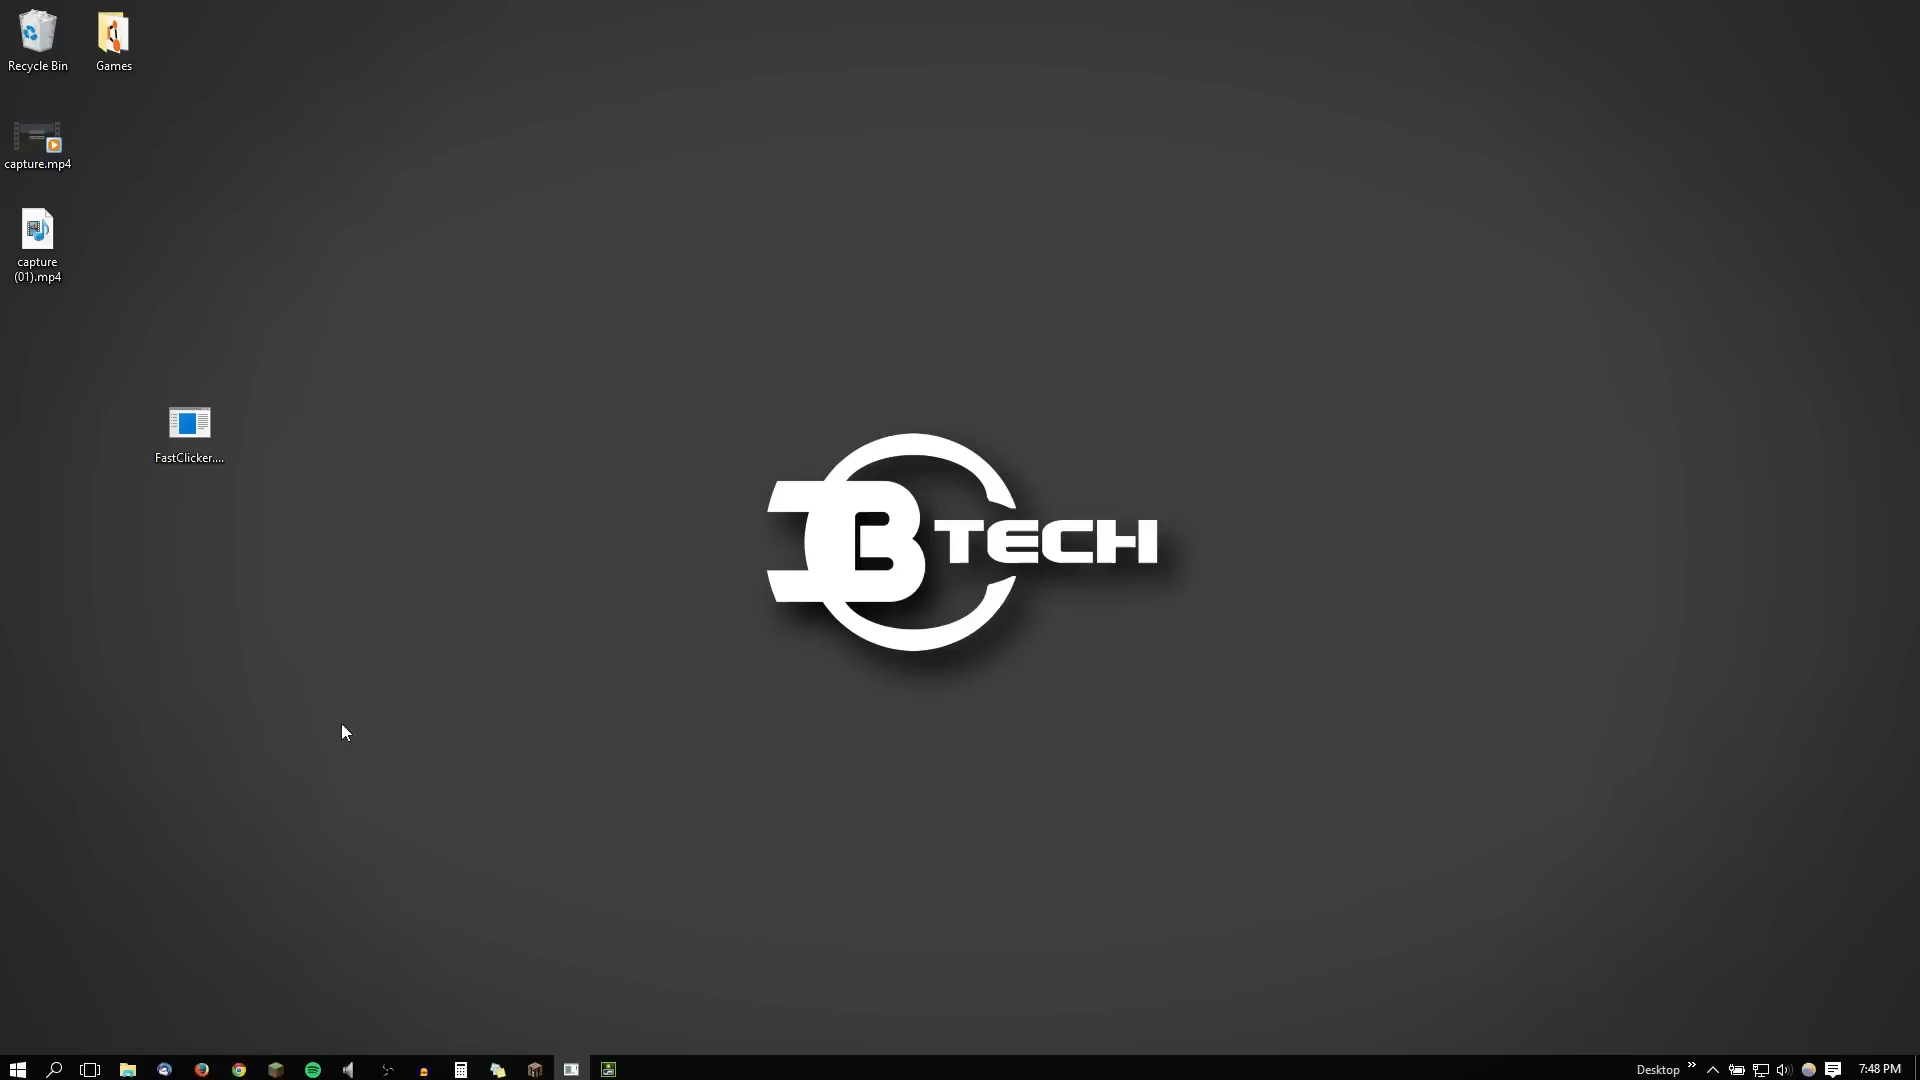 Recycle Bin
Games
capture.mp4
capture
(01).mp4
FastClicker....
B TECH
Desktop
7:48 PM